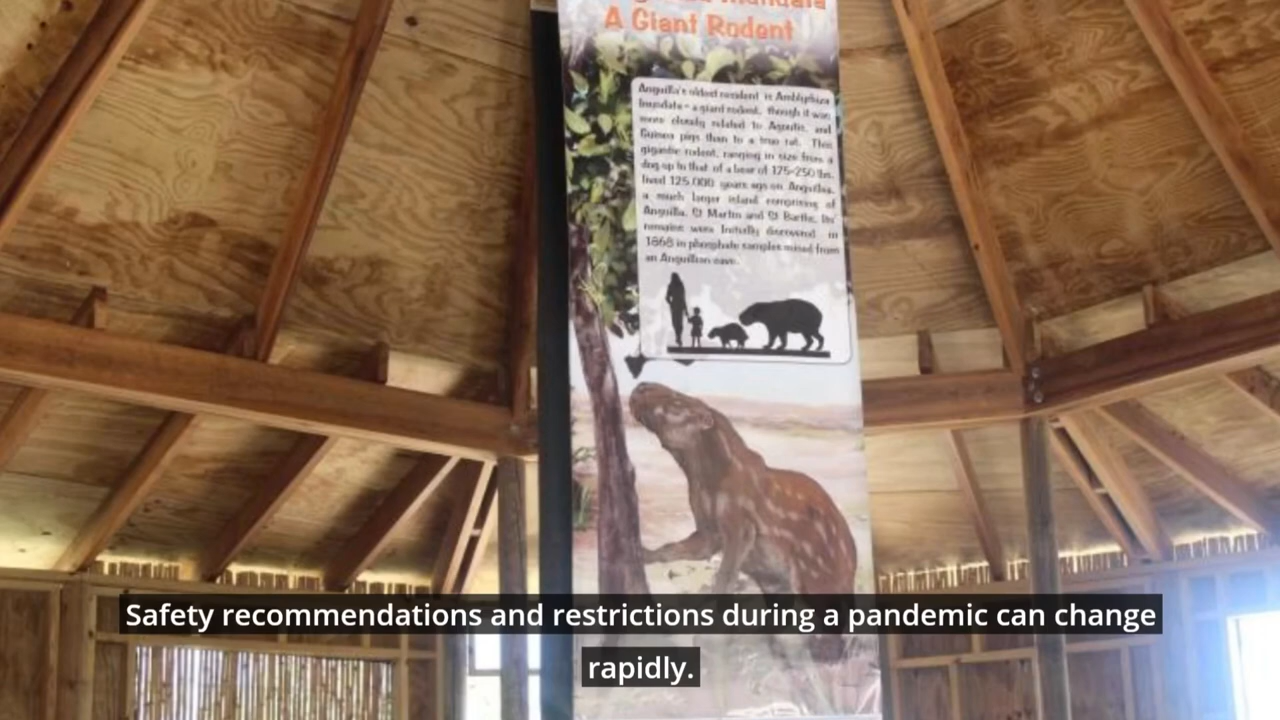 Inundata
A Giant Rodent
Anguilla's oldest resident is Amblyrhiza
Inundata - a giant rodent, though it was
more closely related to Agoutis, and
Guinea pigs than to a true rat. This
gigantic rodent, ranging in size from a
dog up to that of a bear of 175-250 lbs.
lived 125,000 years ago on
a much larger island comprising of
Anguilla, St Martin and St Barths. Its'
remains were Initially discovered in
1868 in phosphate samples mined from
an Anguillian cave.
Safety recommendations and restrictions during a pandemic can change
rapidly.